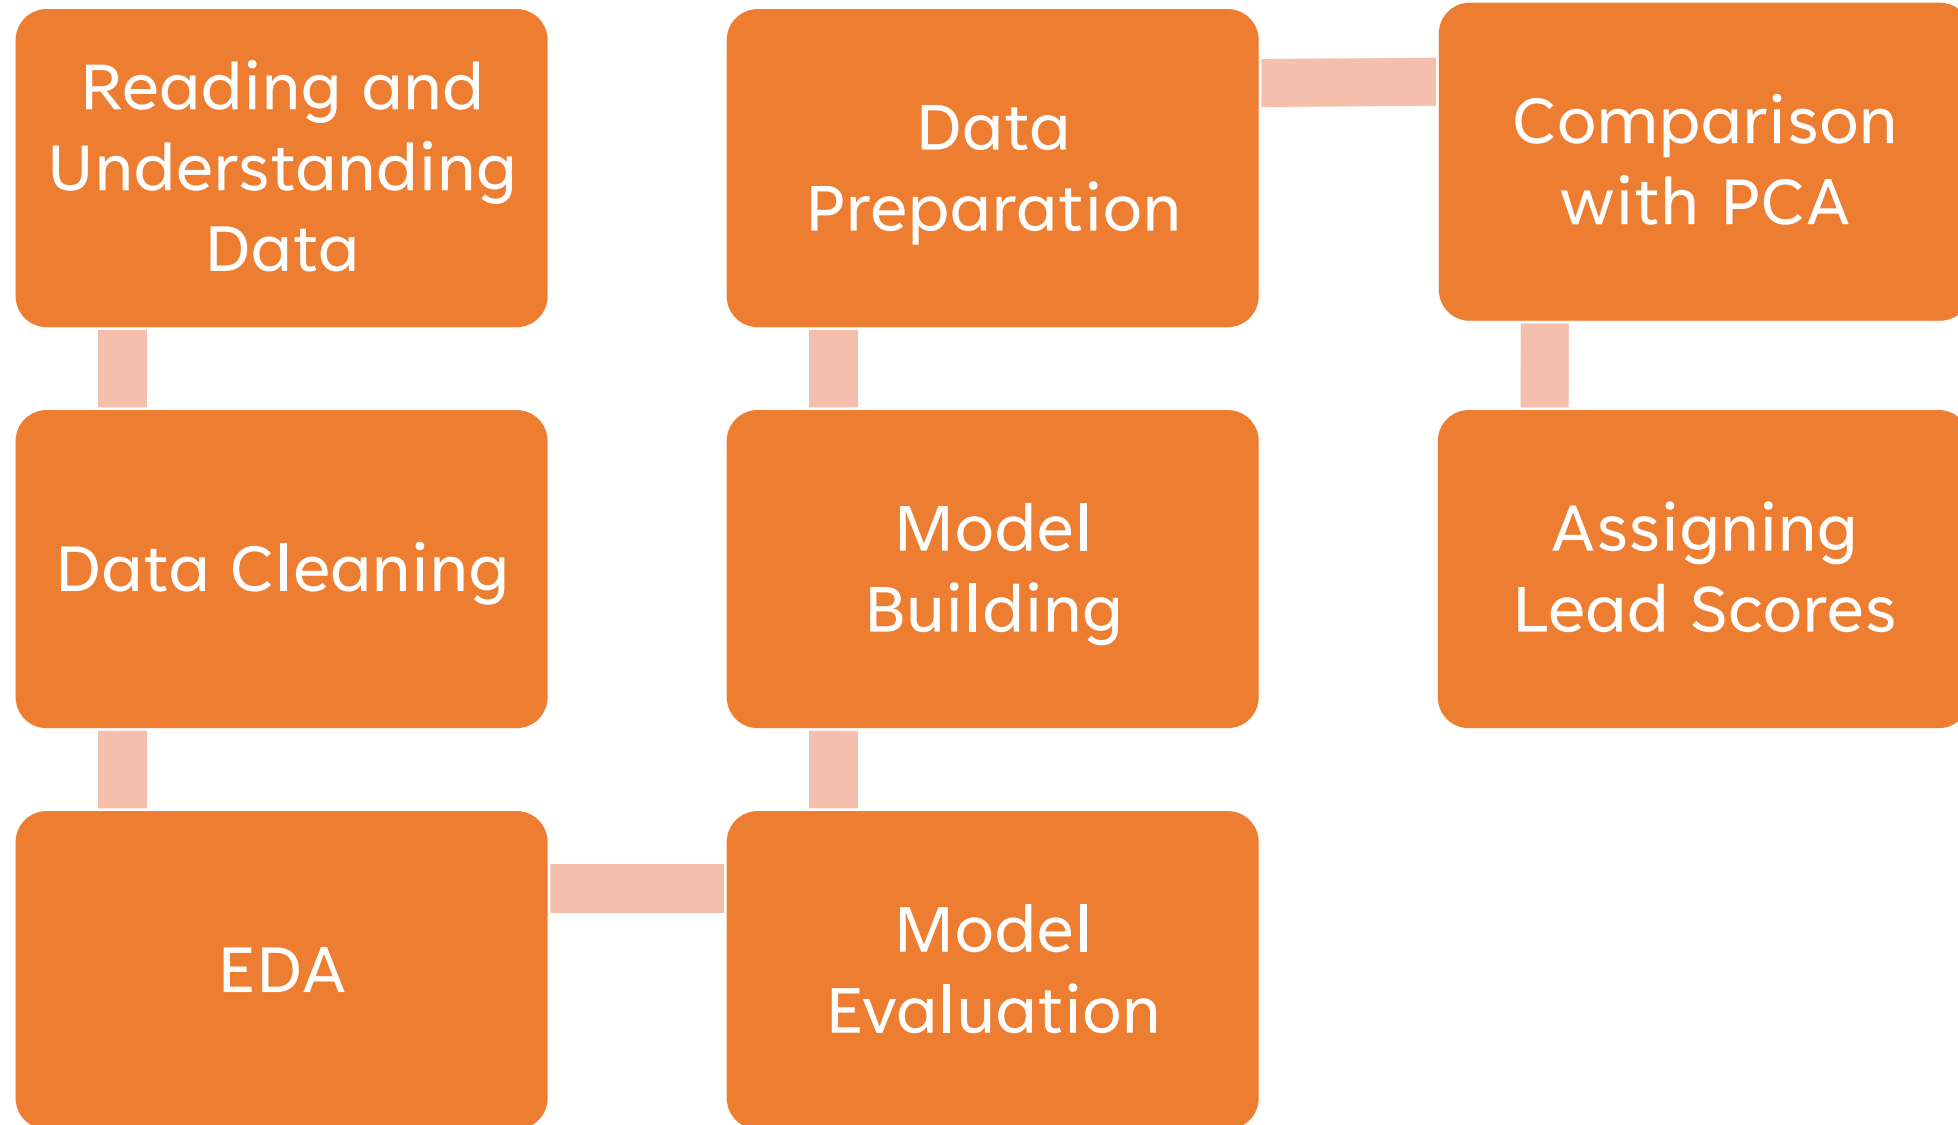 Reading and
Understanding
Data
Data Cleaning
EDA
Data
Preparation
Model
Building
Model
Evaluation
Comparison
with PCA
Assigning
Lead Scores